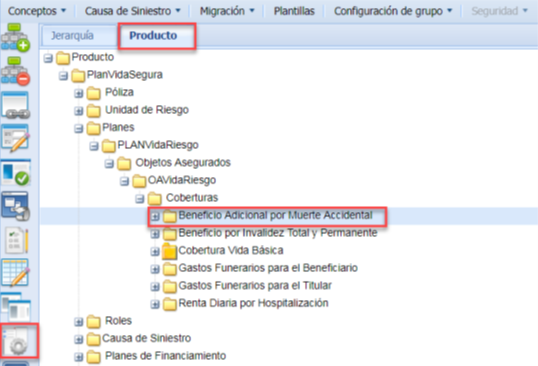 Conceptos Causa de Siniestro Migración Plantillas Configuración de grupo Seguridad
Jerarquía Producto
Producto
PlanVidaSegura
Póliza
Unidad de Riesgo
Planes
PLANVidaRiesgo
Objetos Asegurados
OAVidaRiesgo
Coberturas
Beneficio Adicional por Muerte Accidental
Beneficio por Invalidez Total y Permanente
Cobertura Vida Básica
Gastos Funerarios para el Beneficiario
Gastos Funerarios para el Titular
Renta Diaria por Hospitalización
Roles
Causa de Siniestro
Planes de Financiamiento